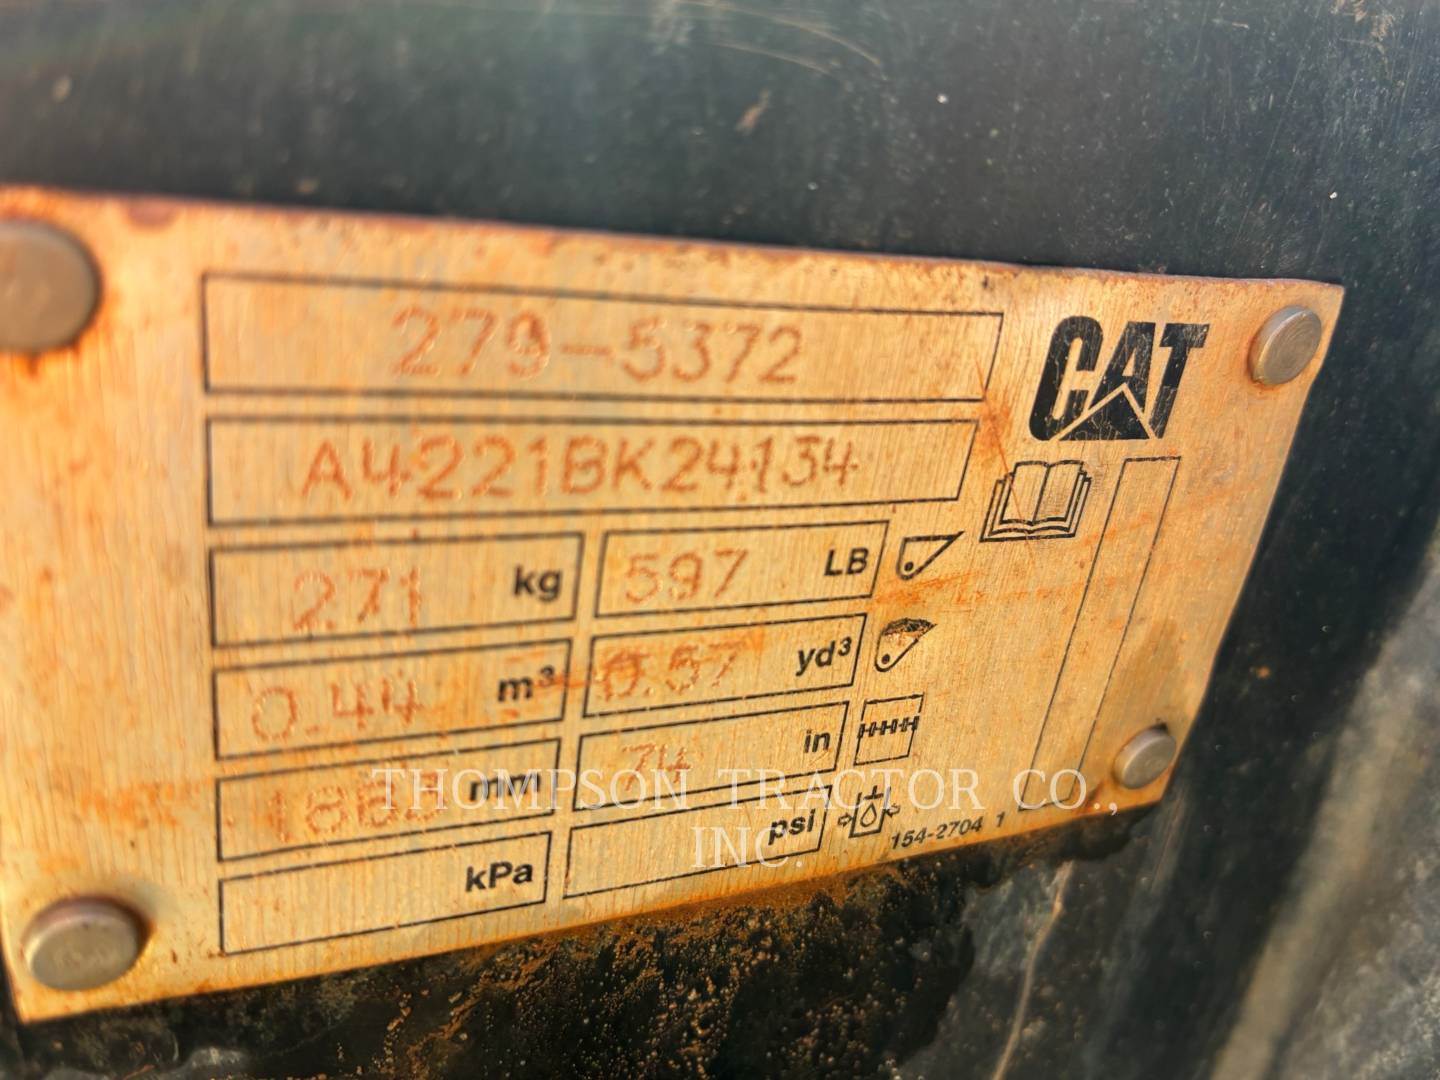 279-5372
CAT
A4221BK24134
271 kg 597 LB
0.44 m³ 0.57 yd³
mm 74 in
kPa psi
154-2704 1
THOMPSON TRACTOR CO.,
INC.